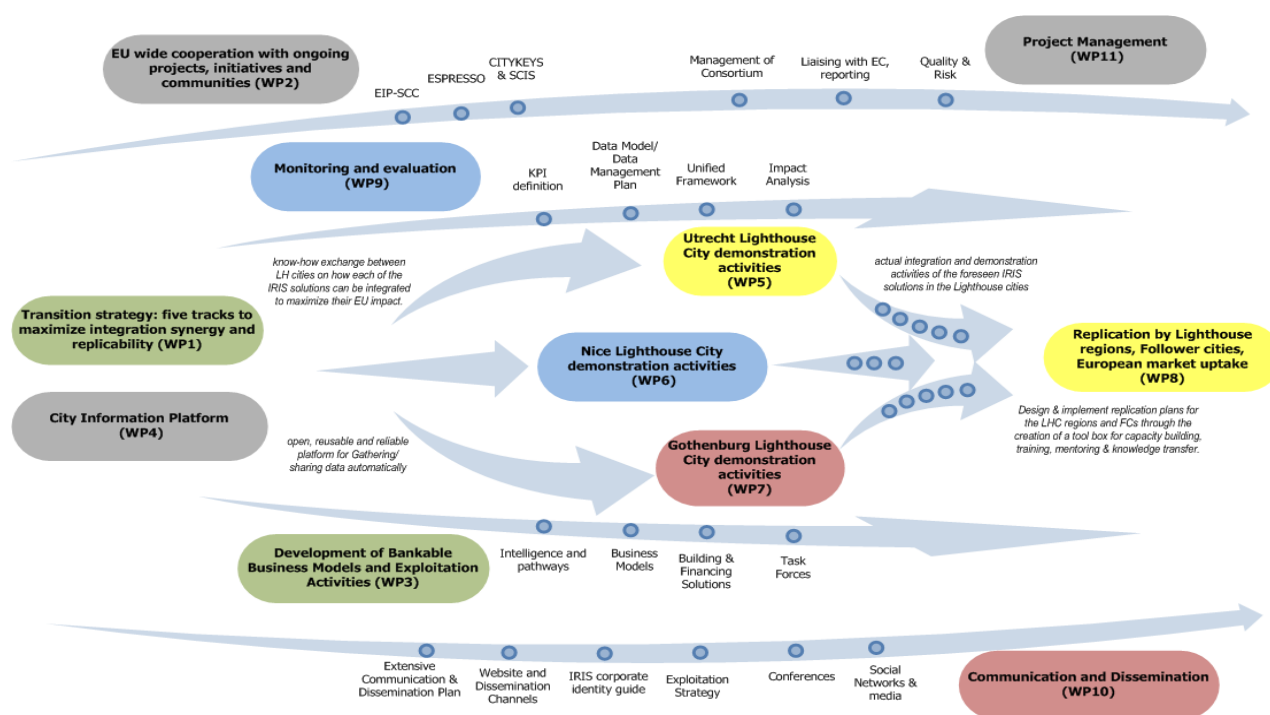 EU wide cooperation with ongoing
projects, initiatives and
communities (WP2)
EIP-SCC
ESPRESSO
CITYKEYS
& SCIS
Management of
Consortium
Liaising with EC,
reporting
Quality &
Risk
Project Management
(WP11)
Monitoring and evaluation
(WP9)
KPI
definition
Data Model/
Data
Management
Plan
Unified
Framework
Impact
Analysis
know-how exchange between
LH cities on how each of the
IRIS solutions can be integrated
to maximize their EU impact.
Utrecht Lighthouse
City demonstration
activities
(WP5)
actual integration and demonstration
activities of the foreseen IRIS
solutions in the Lighthouse cities
Transition strategy: five tracks to
maximize integration synergy and
replicability (WP1)
Nice Lighthouse City
demonstration activities
(WP6)
Replication by Lighthouse
regions, Follower cities,
European market uptake
(WP8)
City Information Platform
(WP4)
open, reusable and reliable
platform for Gathering/
sharing data automatically
Gothenburg Lighthouse
City demonstration
activities
(WP7)
Design & implement replication plans for
the LHC regions and FCs through the
creation of a tool box for capacity building,
training, mentoring & knowledge transfer.
Development of Bankable
Business Models and Exploitation
Activities (WP3)
Intelligence and
pathways
Business
Models
Building &
Financing
Solutions
Task
Forces
Extensive
Communication &
Dissemination Plan
Website and
Dissemination
Channels
IRIS corporate
identity guide
Exploitation
Strategy
Conferences
Social
Networks &
media
Communication and Dissemination
(WP10)